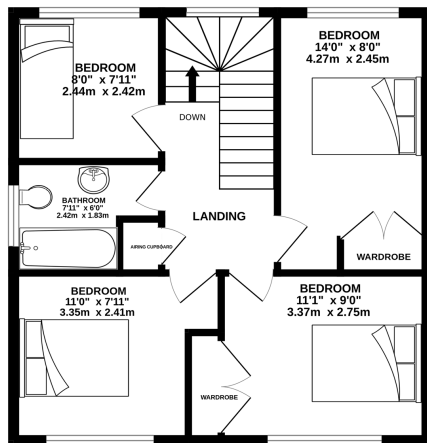 BEDROOM
8'0" x 7'11"
2.44m x 2.42m
DOWN
BEDROOM
14'0" x 8'0"
4.27m x 2.45m
BATHROOM
7'11" x 6'0"
2.42m x 1.83m
LANDING
AIRING CUPBOARD
WARDROBE
BEDROOM
11'0" x 7'11"
3.35m x 2.41m
BEDROOM
11'1" x 9'0"
3.37m x 2.75m
WARDROBE